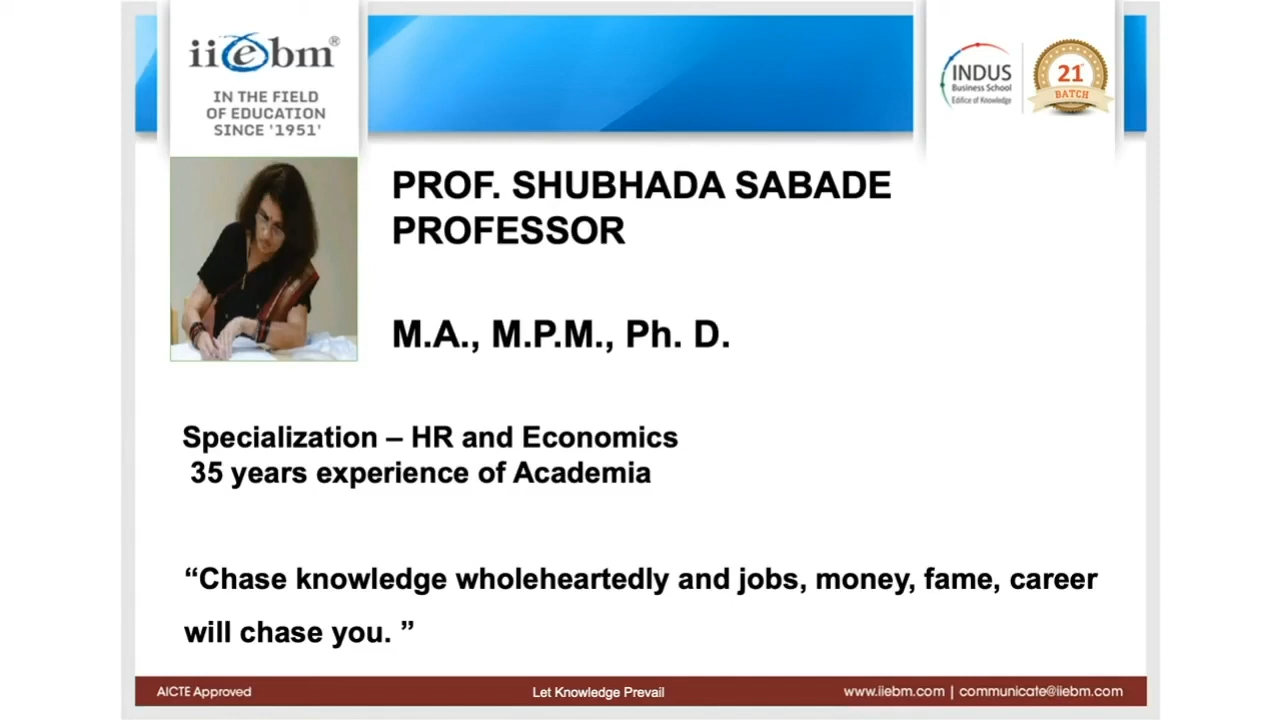 iiebm®
IN THE FIELD
OF EDUCATION
SINCE '1951'
INDUS
Business School
Edifice of Knowledge
21st
BATCH
PROF. SHUBHADA SABADE
PROFESSOR
M.A., M.P.M., Ph. D.
Specialization – HR and Economics
35 years experience of Academia
“Chase knowledge wholeheartedly and jobs, money, fame, career
will chase you. ”
AICTE Approved
Let Knowledge Prevail
www.iiebm.com | communicate@iiebm.com